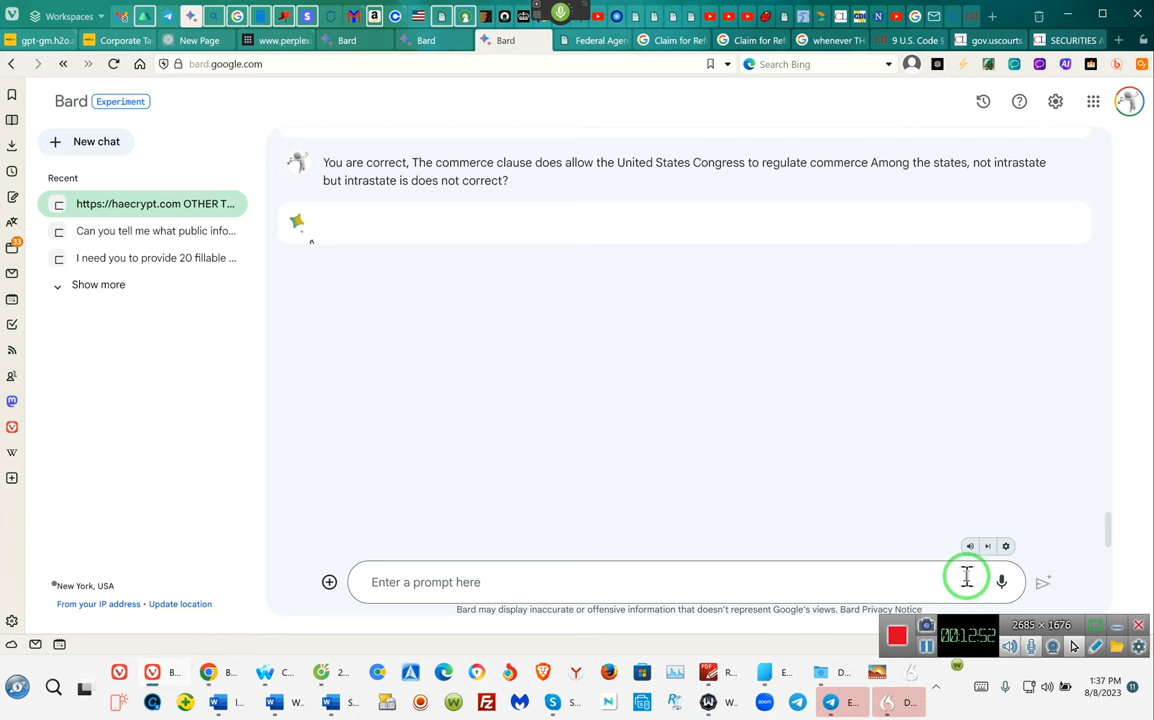 Workspaces
gpt-gm.h2o.a
Corporate Ta
New Page
www.perplex
Bard
Bard
Bard
Federal Agen
Claim for Ref
Claim for Ref
whenever TH
9 U.S. Code §
gov.uscourts
SECURITIES A
bard.google.com
Search Bing
Bard
Experiment
New chat
Recent
https://haecrypt.com OTHER T...
Can you tell me what public info...
I need you to provide 20 fillable ...
Show more
You are correct, The commerce clause does allow the United States Congress to regulate commerce Among the states, not intrastate
but intrastate is does not correct?
Enter a prompt here
New York, USA
From your IP address • Update location
Bard may display inaccurate or offensive information that doesn't represent Google's views. Bard Privacy Notice
00:12:52
2685 × 1676
B...
B...
C...
2...
R...
E...
D...
I...
W...
S...
S...
W...
E...
D...
1:37 PM
8/8/2023
11